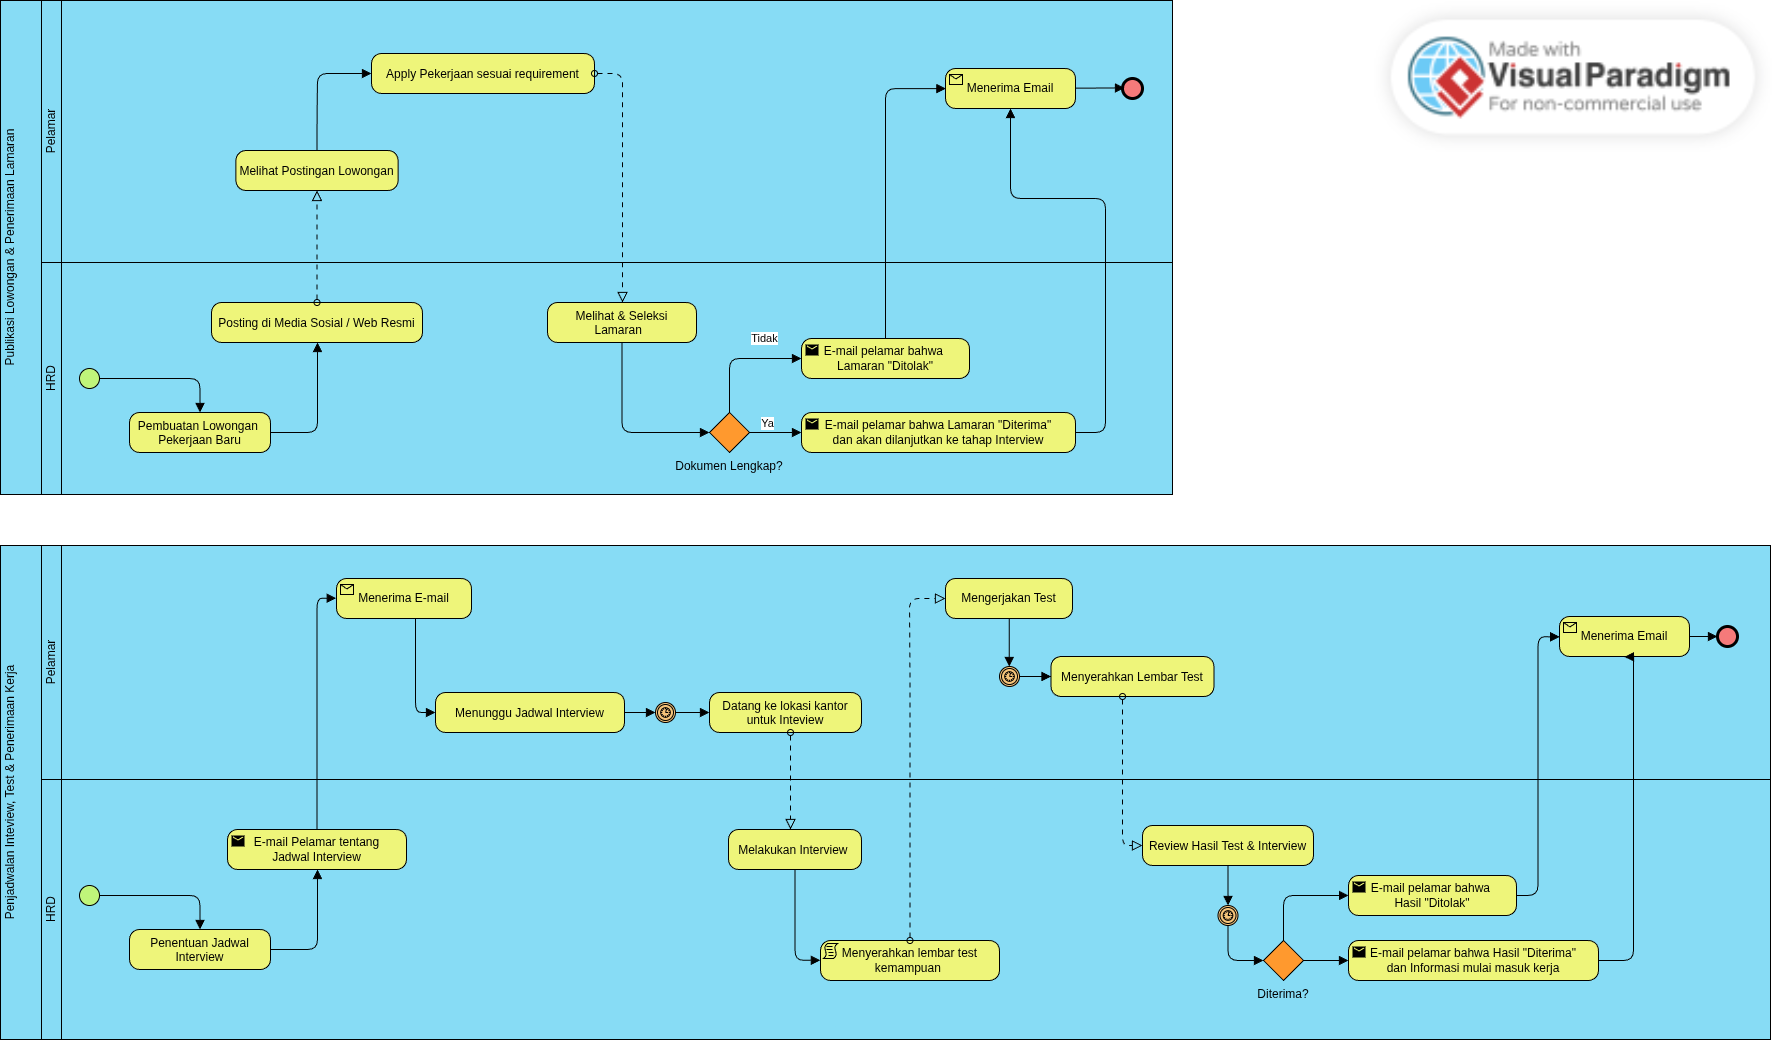 Made with
Visual Paradigm
For non-commercial use
Publikasi Lowongan & Penerimaan Lamaran
Pelamar
Apply Pekerjaan sesuai requirement
Menerima Email
Melihat Postingan Lowongan
HRD
Posting di Media Sosial / Web Resmi
Melihat & Seleksi
Lamaran
Tidak
E-mail pelamar bahwa
Lamaran "Ditolak"
Pembuatan Lowongan
Pekerjaan Baru
Ya
E-mail pelamar bahwa Lamaran "Diterima"
dan akan dilanjutkan ke tahap Interview
Dokumen Lengkap?
Penjadwalan Inteview, Test & Penermaan Kerja
Pelamar
Menerima E-mail
Mengerjakan Test
Menerima Email
Menyerahkan Lembar Test
Menunggu Jadwal Interview
Datang ke lokasi kantor
untuk Inteview
HRD
E-mail Pelamar tentang
Jadwal Interview
Melakukan Interview
Review Hasil Test & Interview
E-mail pelamar bahwa
Hasil "Ditolak"
Penentuan Jadwal
Interview
Menyerahkan lembar test
kemampuan
E-mail pelamar bahwa Hasil "Diterima"
dan Informasi mulai masuk kerja
Diterima?